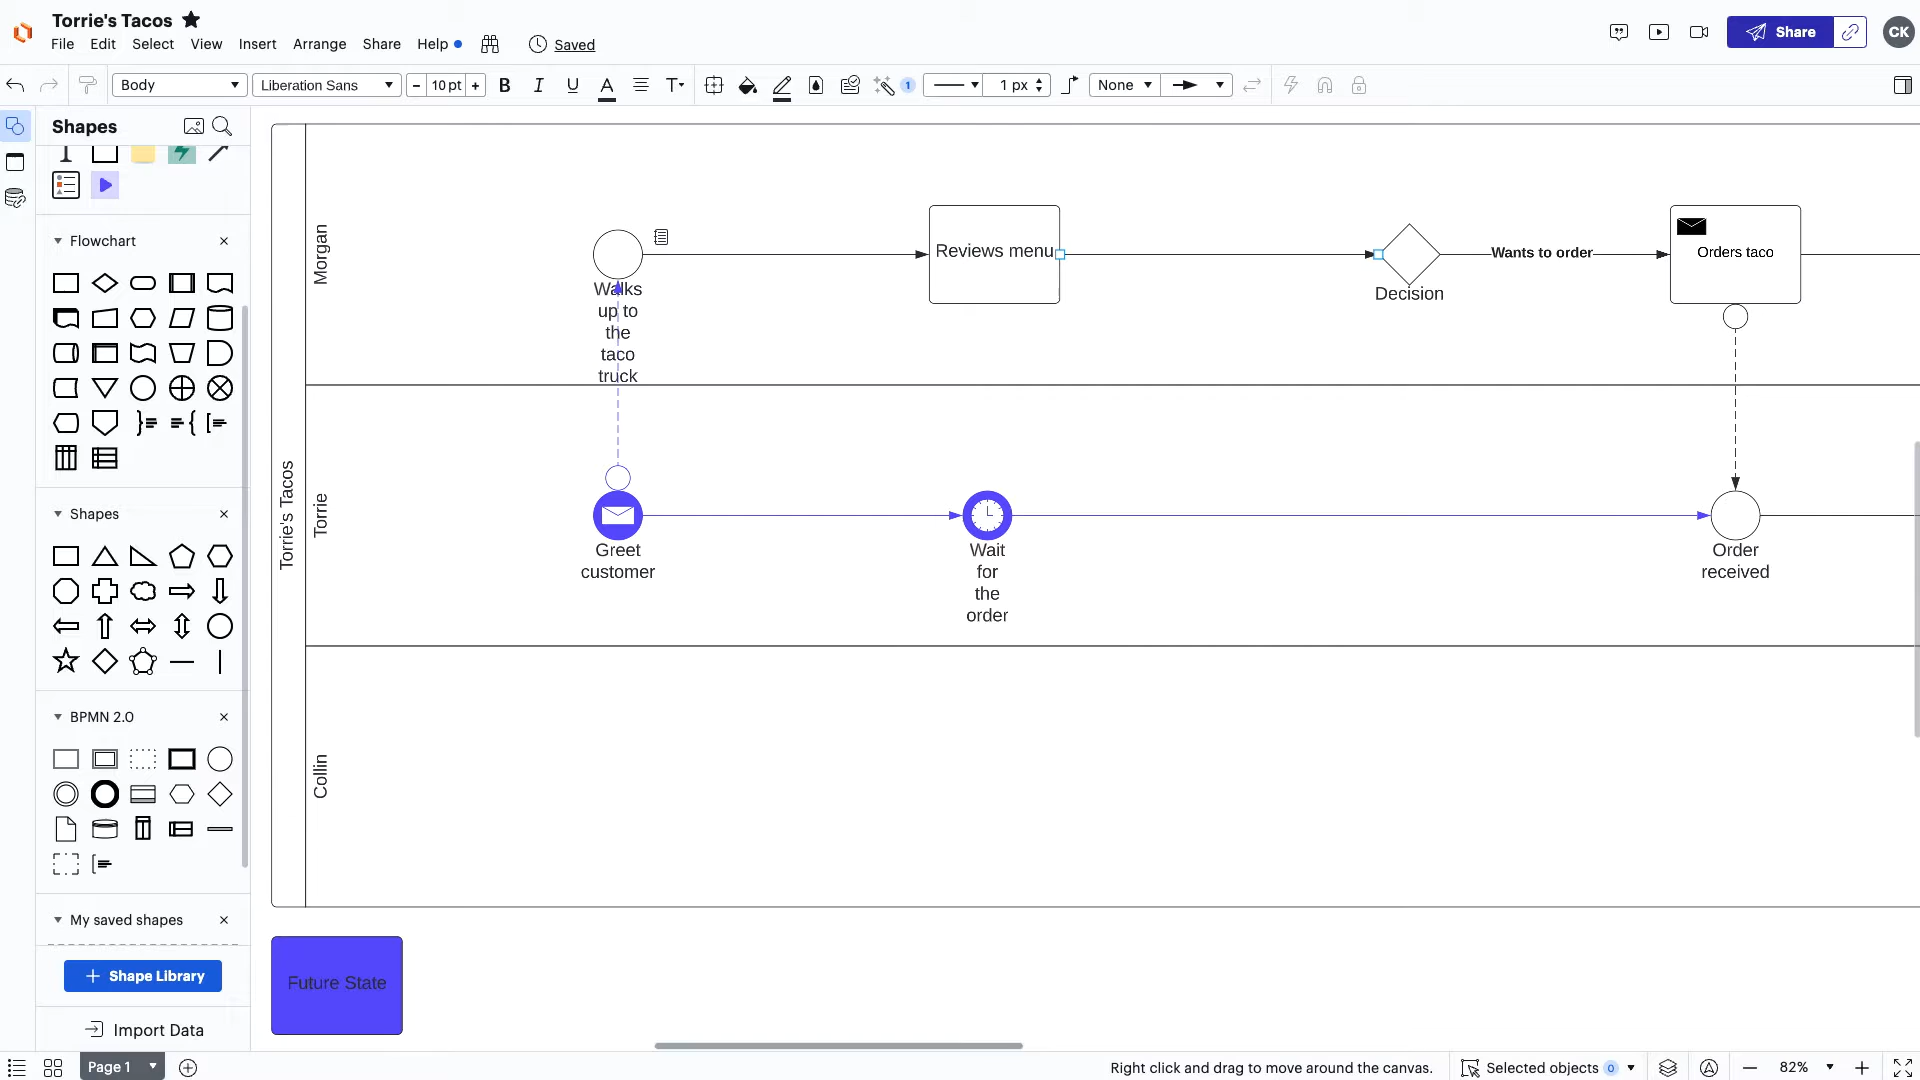 Torrie's Tacos
File Edit Select View Insert Arrange Share Help Saved
Share
CK
Body
Liberation Sans
- 10 pt +
B I U A T
1
1 px
None
Shapes
Flowchart
Shapes
BPMN 2.0
My saved shapes
+ Shape Library
Import Data
Torrie's Tacos
Morgan
Walks
up to
the
taco
truck
Reviews menu
Decision
Wants to order
Orders taco
Torrie
Greet
customer
Wait
for
the
order
Order
received
Collin
Future State
Page 1
Right click and drag to move around the canvas.
Selected objects 0
82%